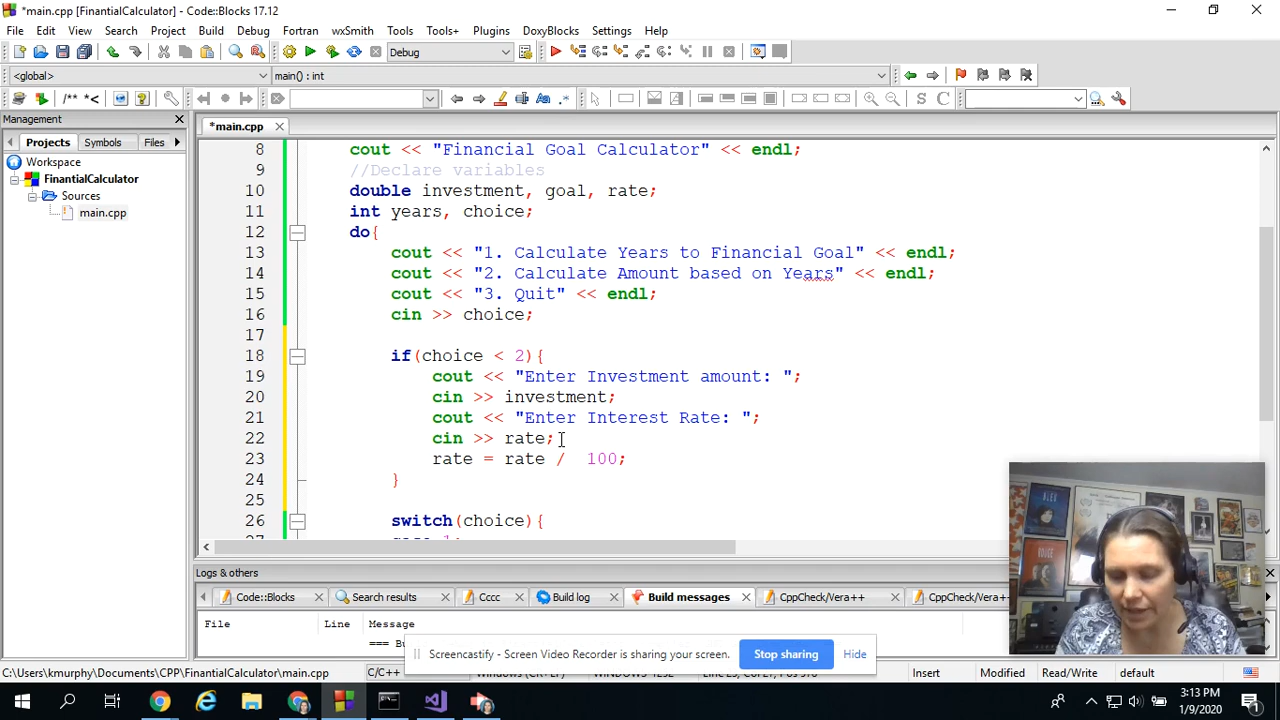 *main.cpp [FinantialCalculator] - Code::Blocks 17.12
File Edit View Search Project Build Debug Fortran wxSmith Tools Tools+ Plugins DoxyBlocks Settings Help
Debug
<global>
main() : int
/** *<
S C
Management
Projects Symbols Files
Workspace
FinantialCalculator
Sources
main.cpp
*main.cpp
8 cout << "Financial Goal Calculator" << endl;
9 //Declare variables
10 double investment, goal, rate;
11 int years, choice;
12 do{
13 cout << "1. Calculate Years to Financial Goal" << endl;
14 cout << "2. Calculate Amount based on Years" << endl;
15 cout << "3. Quit" << endl;
16 cin >> choice;
17
18 if(choice < 2){
19 cout << "Enter Investment amount: ";
20 cin >> investment;
21 cout << "Enter Interest Rate: ";
22 cin >> rate;
23 rate = rate /  100;
24 }
25
26 switch(choice){
Logs & others
Code::Blocks Search results Cccc Build log Build messages CppCheck/Vera++ CppCheck/Vera++
File Line Message
Screencastify - Screen Video Recorder is sharing your screen. Stop sharing Hide
C:\Users\kmurphy\Documents\CPP\FinantialCalculator\main.cpp C/C++ Insert Modified Read/Write default
3:13 PM
1/9/2020